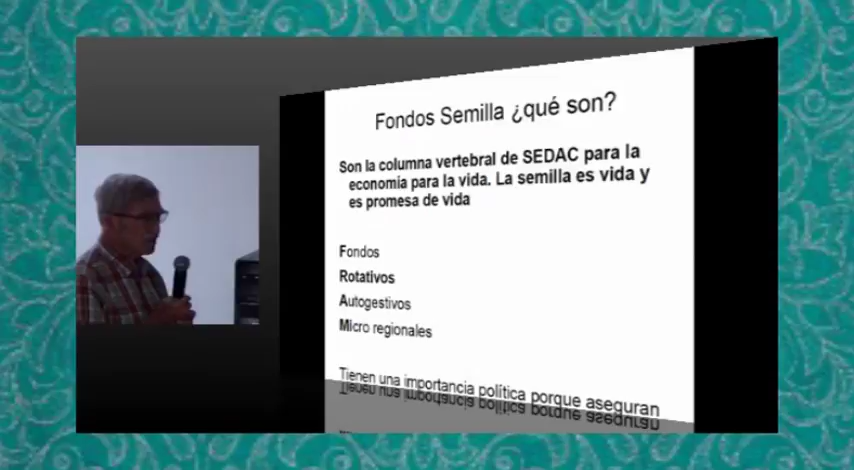 Fondos Semilla ¿qué son?
Son la columna vertebral de SEDAC para la
economía para la vida. La semilla es vida y
es promesa de vida
Fondos
Rotativos
Autogestivos
Micro regionales
Tienen una importancia política porque aseguran